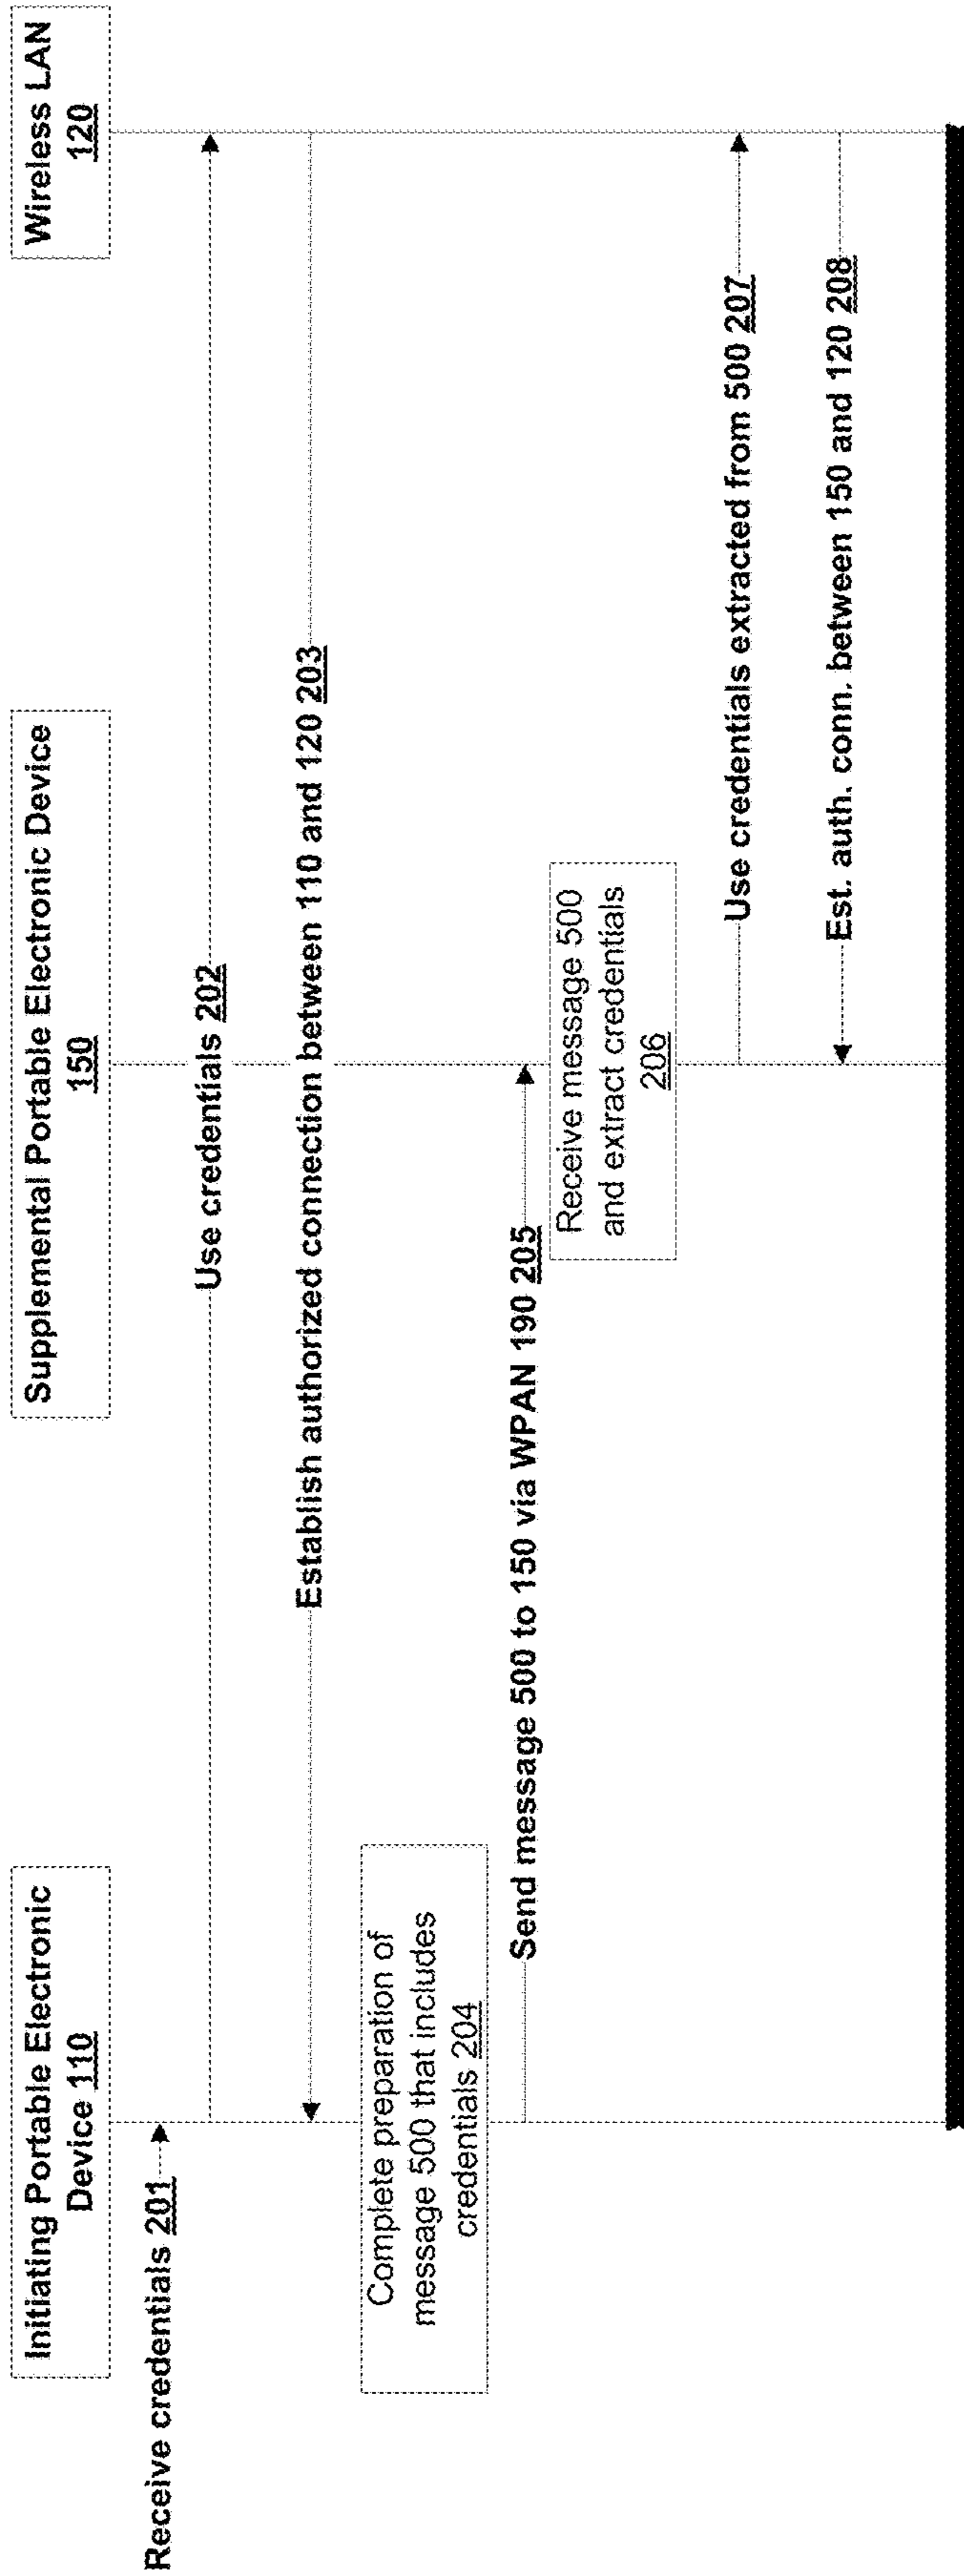 Initiating Portable Electronic
Device 110
Supplemental Portable Electronic Device
150
Wireless LAN
120
Receive credentials 201
Use credentials 202
Establish authorized connection between 110 and 120 203
Complete preparation of
message 500 that includes
credentials 204
Send message 500 to 150 via WPAN 190 205
Receive message 500
and extract credentials
206
Use credentials extracted from 500 207
Est. auth. conn. between 150 and 120 208